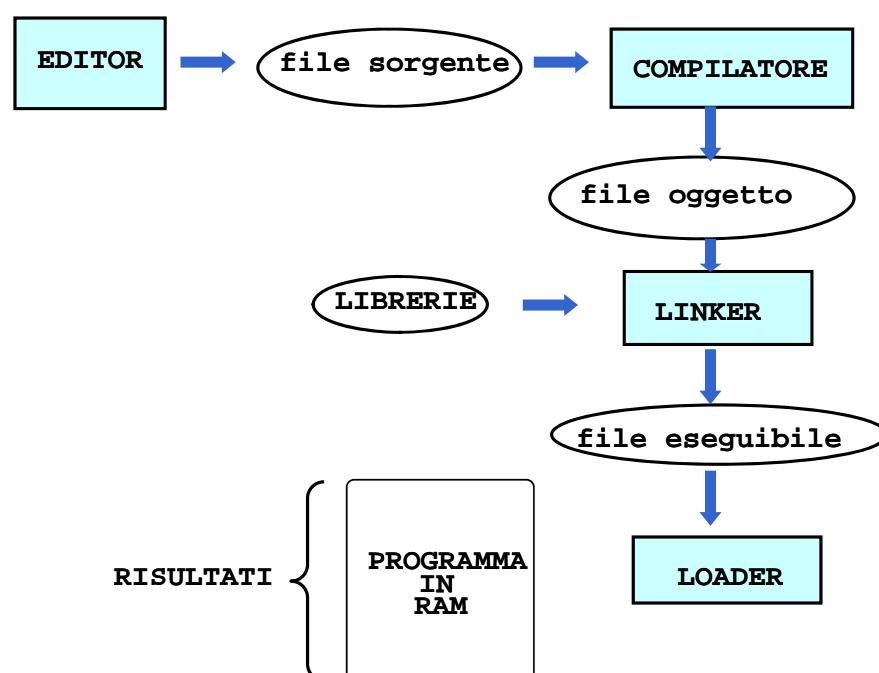 EDITOR
file sorgente
COMPILATORE
file oggetto
LIBRERIE
LINKER
file eseguibile
RISULTATI
PROGRAMMA
IN
RAM
LOADER